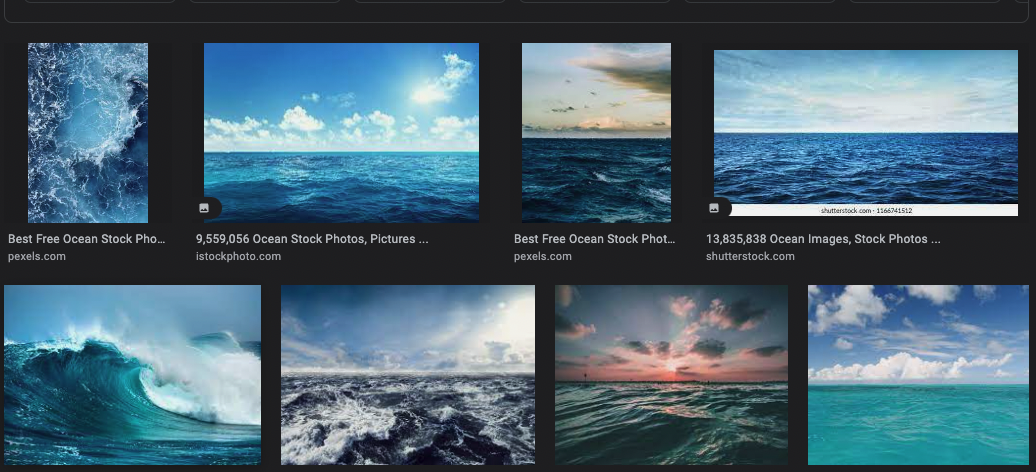 shutterstock.com · 1166741512
Best Free Ocean Stock Pho...
9,559,056 Ocean Stock Photos, Pictures ...
Best Free Ocean Stock Phot...
13,835,838 Ocean Images, Stock Photos ...
pexels.com
istockphoto.com
pexels.com
shutterstock.com